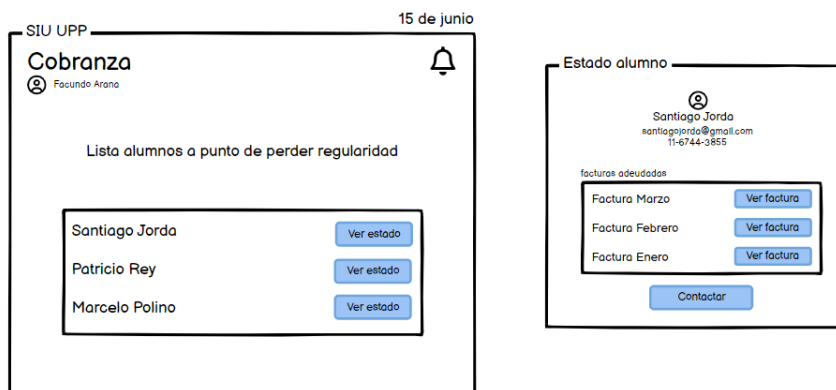 15 de junio
SIU UPP
Cobranza
Facundo Arana
Lista alumnos a punto de perder regularidad
Santiago Jorda Ver estado
Patricio Rey Ver estado
Marcelo Polino Ver estado
Estado alumno
Santiago Jorda
santiagojorda@gmail.com
11-6744-3855
facturas adeudadas
Factura Marzo Ver factura
Factura Febrero Ver factura
Factura Enero Ver factura
Contactar